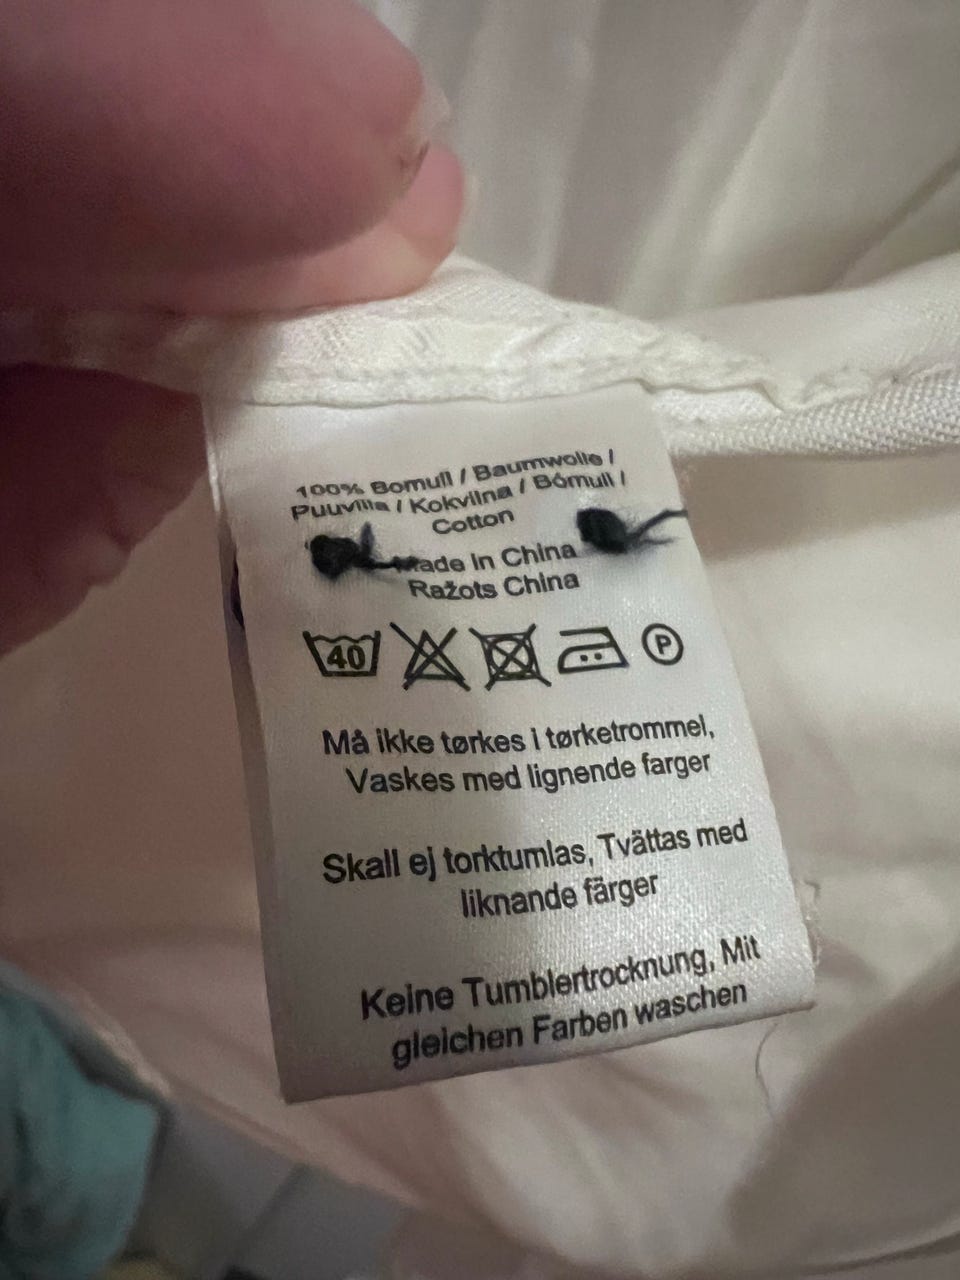 100% Bomull / Baumwolle /
Puuvilla / Kokvilna / Bómull /
Cotton
Made In China
Ražots China
40
P
Må ikke tørkes i tørketrommel,
Vaskes med lignende farger
Skall ej torktumlas, Tvättas med
liknande färger
Keine Tumblertrocknung, Mit
gleichen Farben waschen